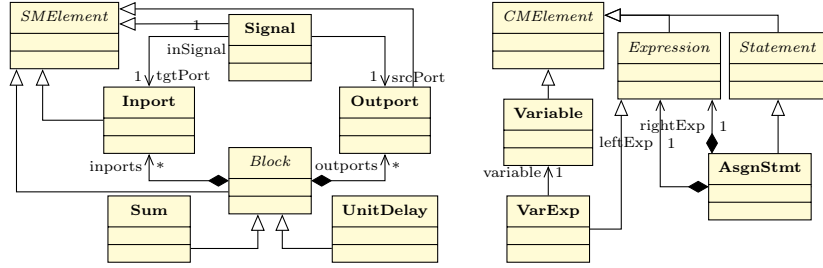 SMElement
1
Signal
inSignal
1
tgtPort
1
srcPort
Inport
Outport
inports
*
Block
outports
*
Sum
UnitDelay
CMElement
Expression
Statement
Variable
rightExp
1
leftExp
1
variable
1
AsgnStmt
VarExp